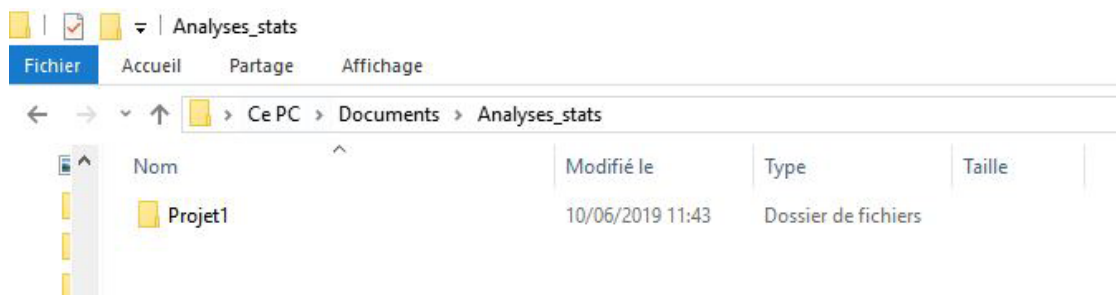 Analyses_stats
Fichier Accueil Partage Affichage
Ce PC > Documents > Analyses_stats
Nom Modifié le Type Taille
Projet1 10/06/2019 11:43 Dossier de fichiers